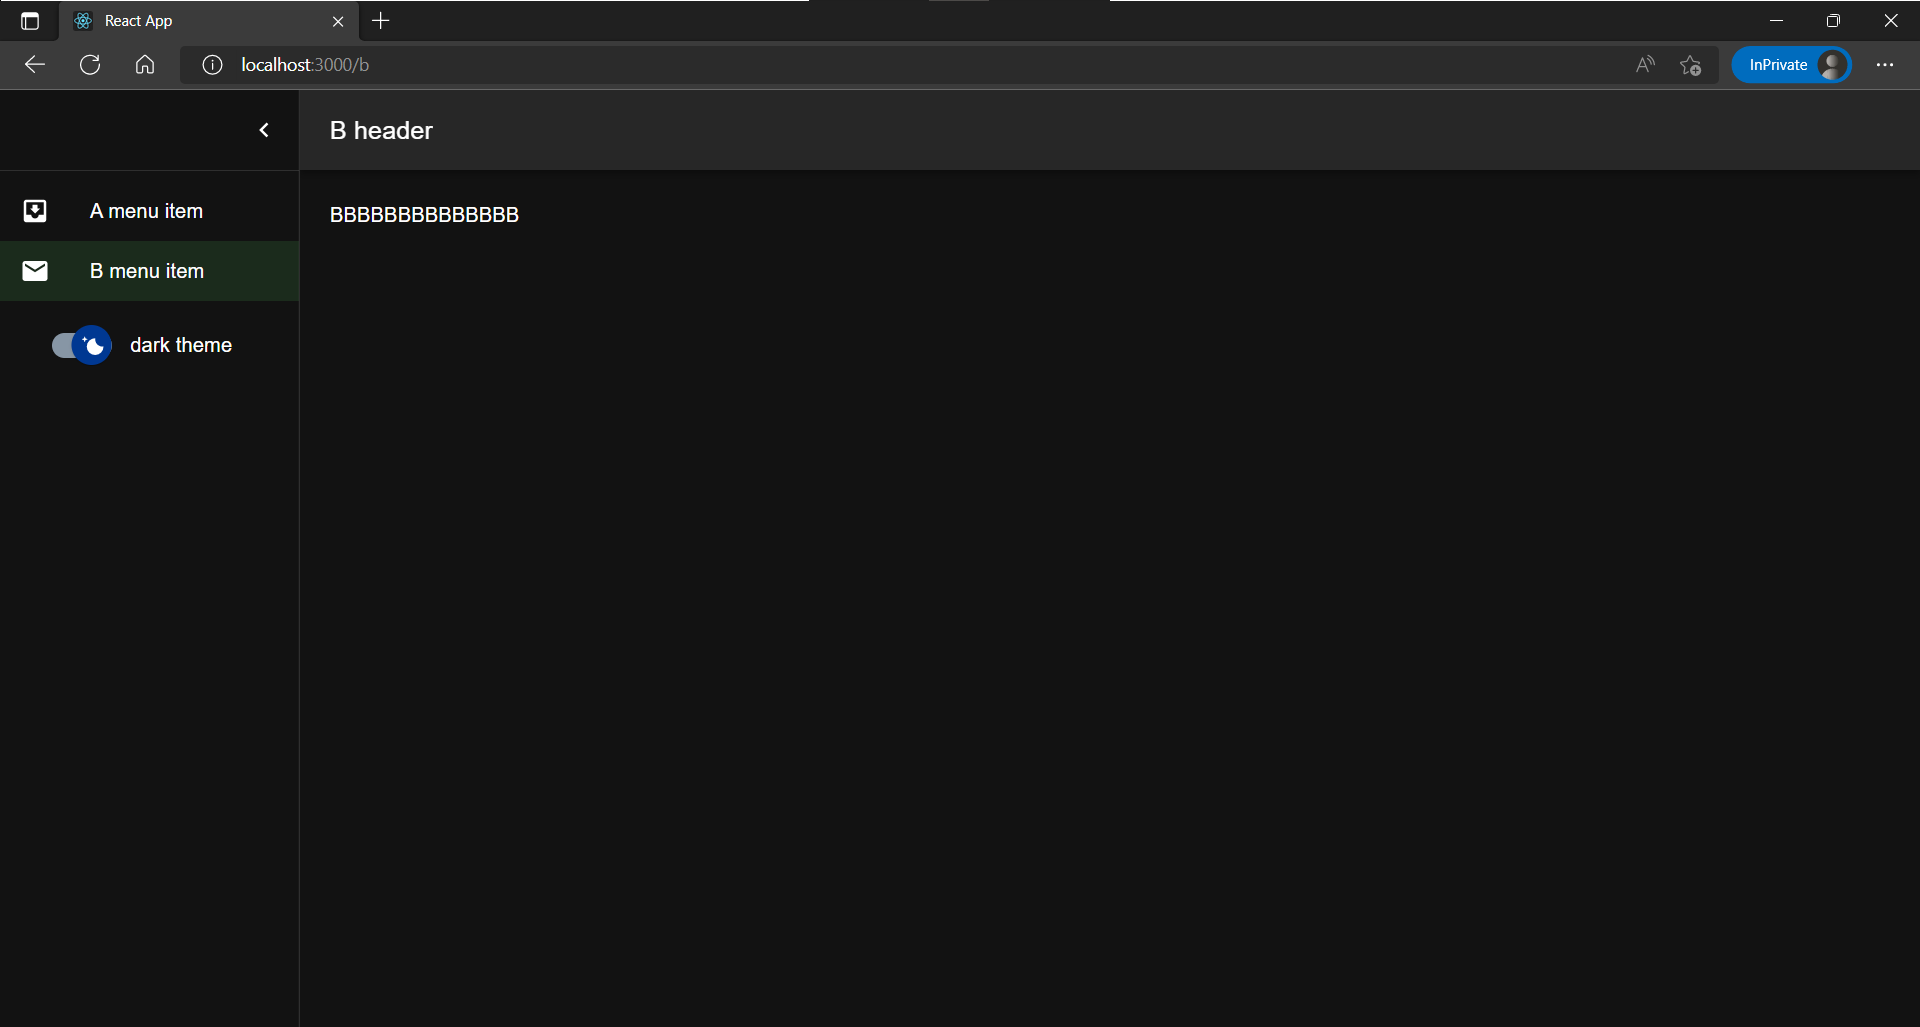 React App
localhost:3000/b
InPrivate
B header
A menu item
B menu item
dark theme
BBBBBBBBBBBBBB